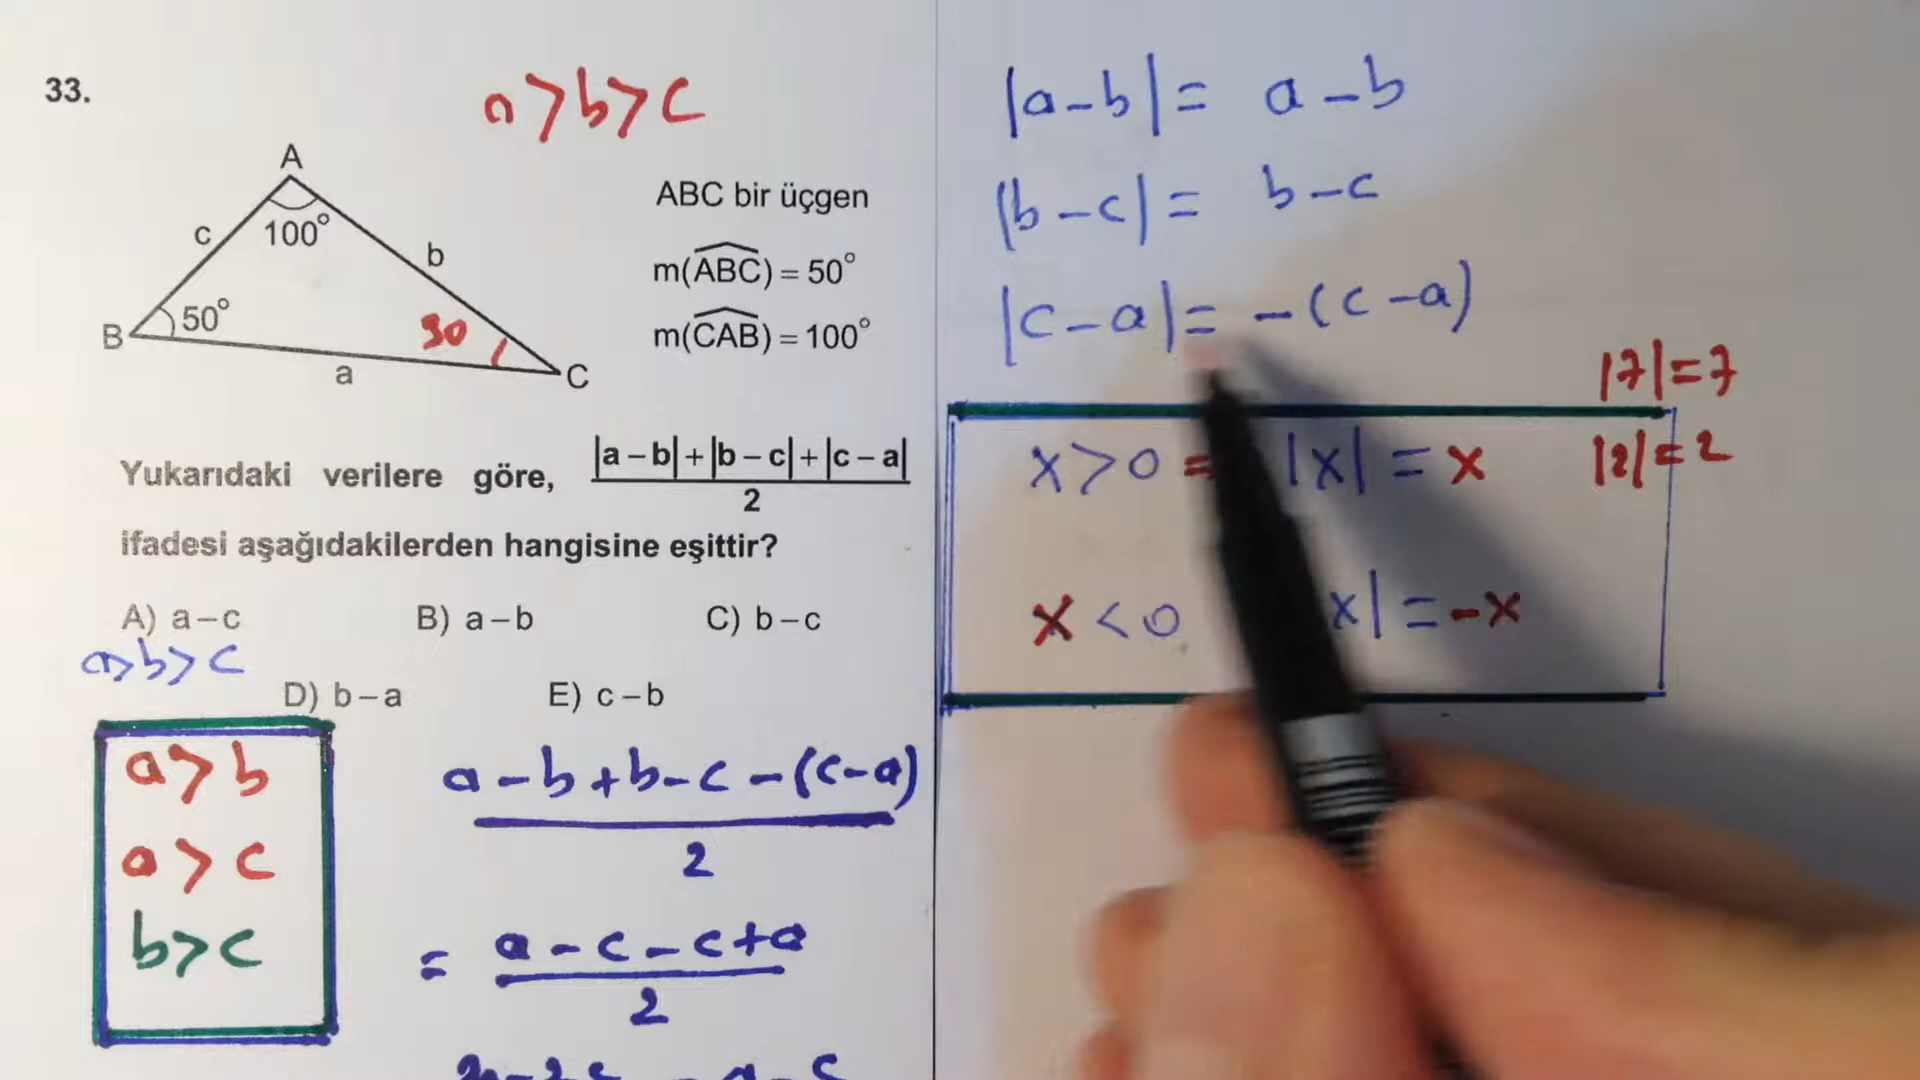 33.
a>b>c
A
100°
c
b
B
50°
30
a
C
ABC bir üçgen
m(ABC) = 50°
m(CAB) = 100°
Yukarıdaki verilere göre, |a – b| + |b – c| + |c – a| / 2
ifadesi aşağıdakilerden hangisine eşittir?
A) a – c B) a – b C) b – c
a>b>c
D) b – a E) c – b
a>b
a>c
b>c
a-b+b-c-(c-a)
2
= a-c-c+a
2
|a-b|= a-b
|b-c|= b-c
|c-a|= -(c-a)
|7|=7
|2|=2
x>0 = |x| = x
x<0 x| = -x